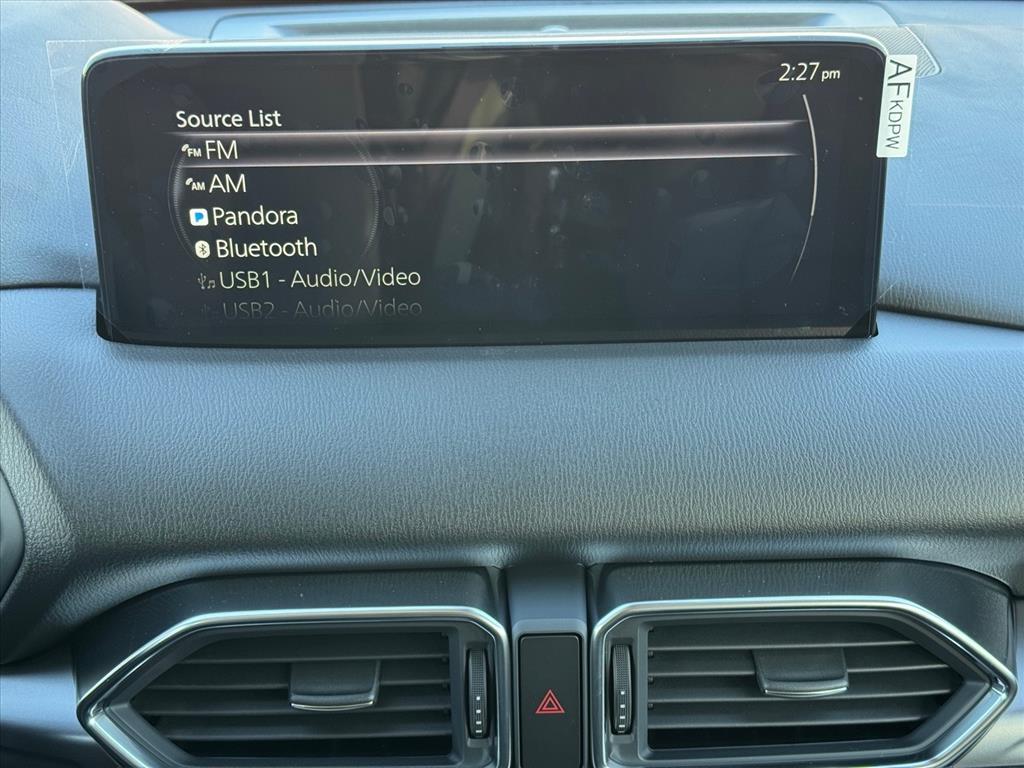 2:27 pm
Source List
FM FM
AM AM
Pandora
Bluetooth
USB1 - Audio/Video
USB2 - Audio/Video
AF KDPW